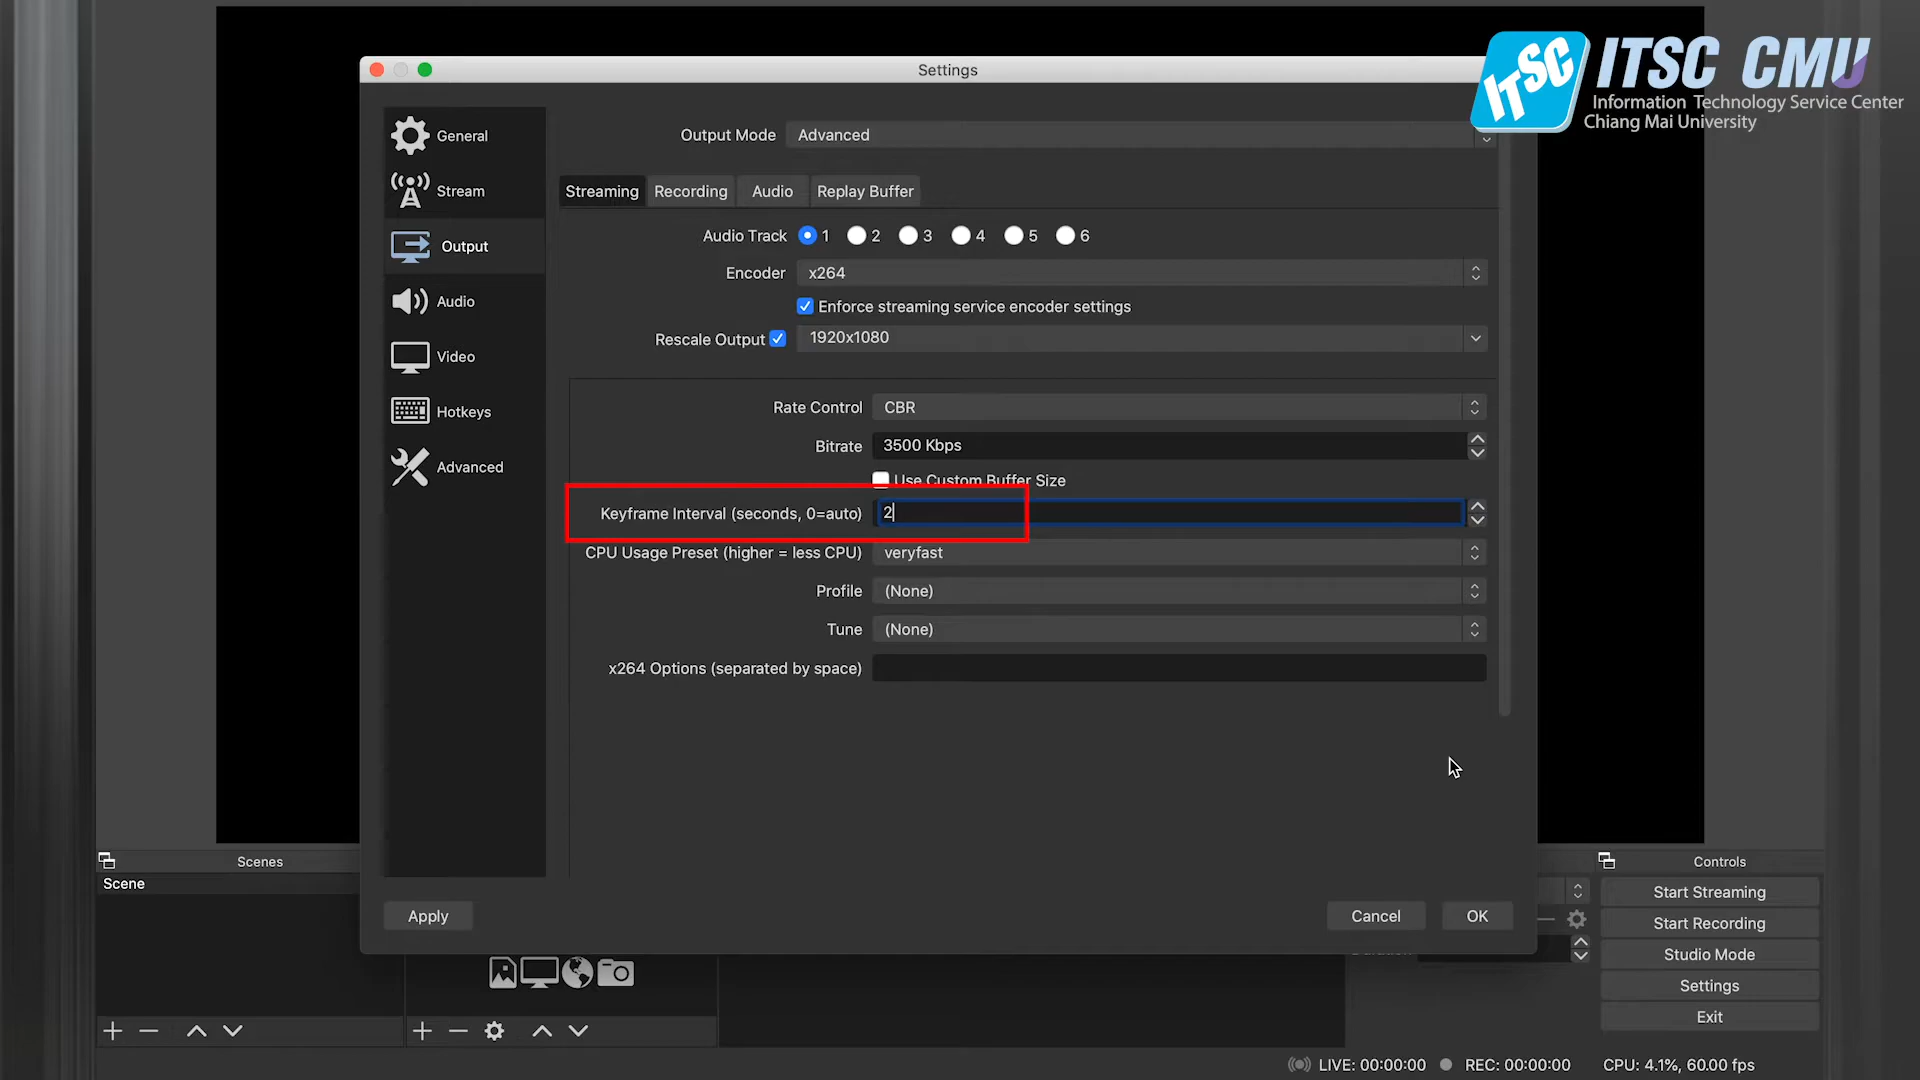 Settings
ITSC
ITSC CMU
Information Technology Service Center
Chiang Mai University
General
Stream
Output
Audio
Video
Hotkeys
Advanced
Output Mode Advanced
Streaming Recording Audio Replay Buffer
Audio Track 1 2 3 4 5 6
Encoder x264
Enforce streaming service encoder settings
Rescale Output 1920x1080
Rate Control CBR
Bitrate 3500 Kbps
Use Custom Buffer Size
Keyframe Interval (seconds, 0=auto) 2
CPU Usage Preset (higher = less CPU) veryfast
Profile (None)
Tune (None)
x264 Options (separated by space)
Apply Cancel OK
Scenes
Scene
Controls
Start Streaming
Start Recording
Studio Mode
Settings
Exit
LIVE: 00:00:00 REC: 00:00:00 CPU: 4.1%, 60.00 fps